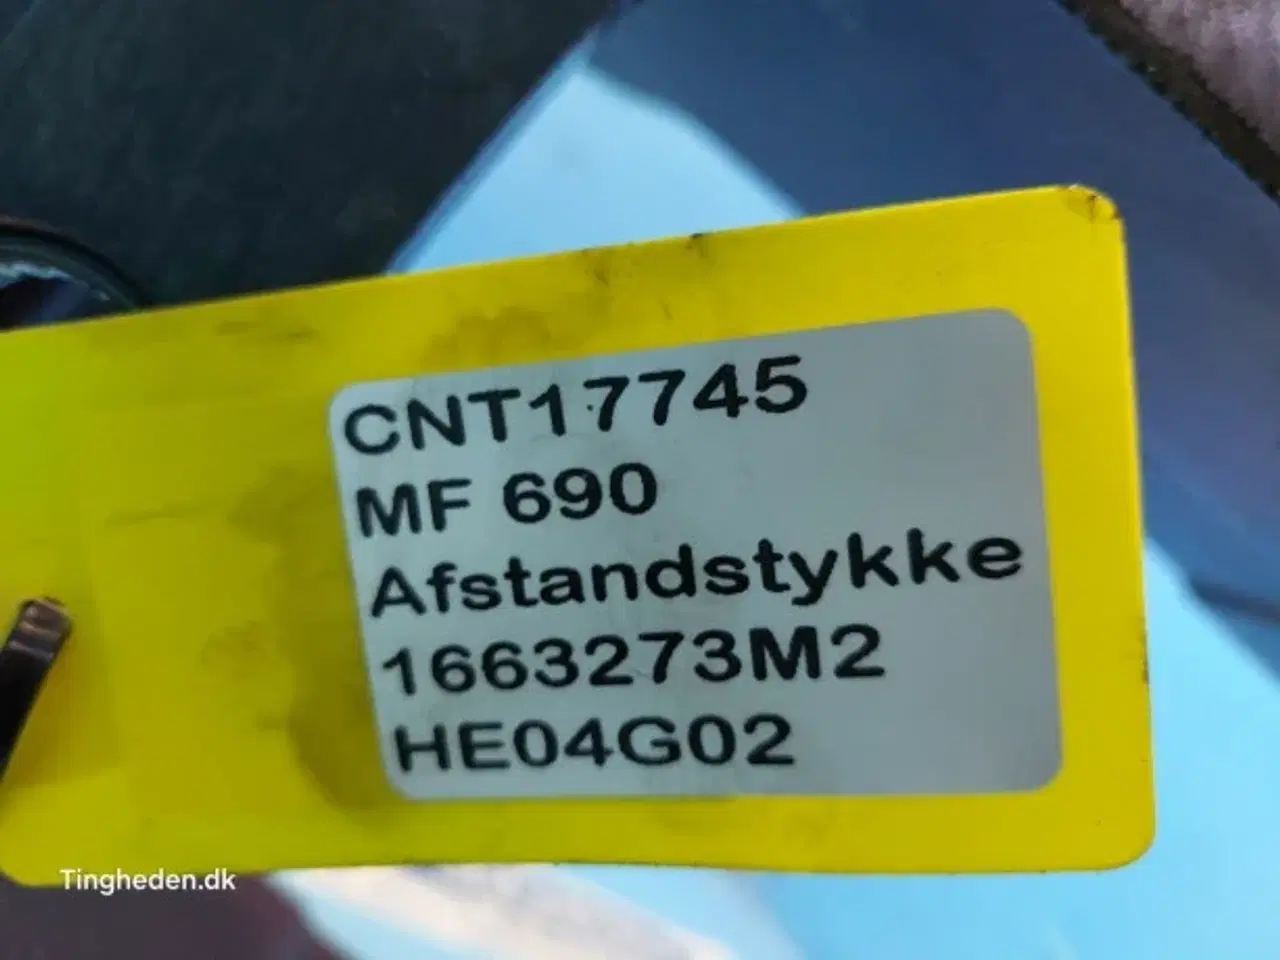 CNT17745
MF 690
Afstandstykke
1663273M2
HE04G02
Tingheden.dk